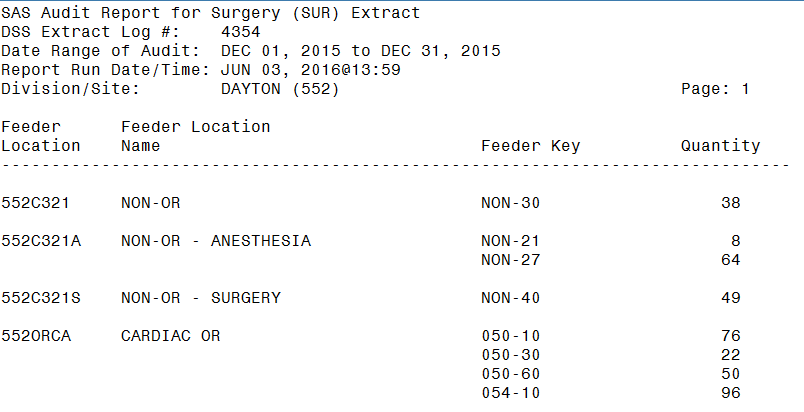 SAS Audit Report for Surgery (SUR) Extract
DSS Extract Log #:    4354
Date Range of Audit:  DEC 01, 2015 to DEC 31, 2015
Report Run Date/Time: JUN 03, 2016@13:59
Division/Site:        DAYTON (552)                                  Page: 1
Feeder      Feeder Location
Location    Name                                Feeder Key          Quantity
-------------------------------------------------------------------------------
552C321     NON-OR                              NON-30                  38
552C321A    NON-OR - ANESTHESIA                 NON-21                   8
                                                NON-27                  64
552C321S    NON-OR - SURGERY                    NON-40                  49
552ORCA     CARDIAC OR                          050-10                  76
                                                050-30                  22
                                                050-60                  50
                                                054-10                  96